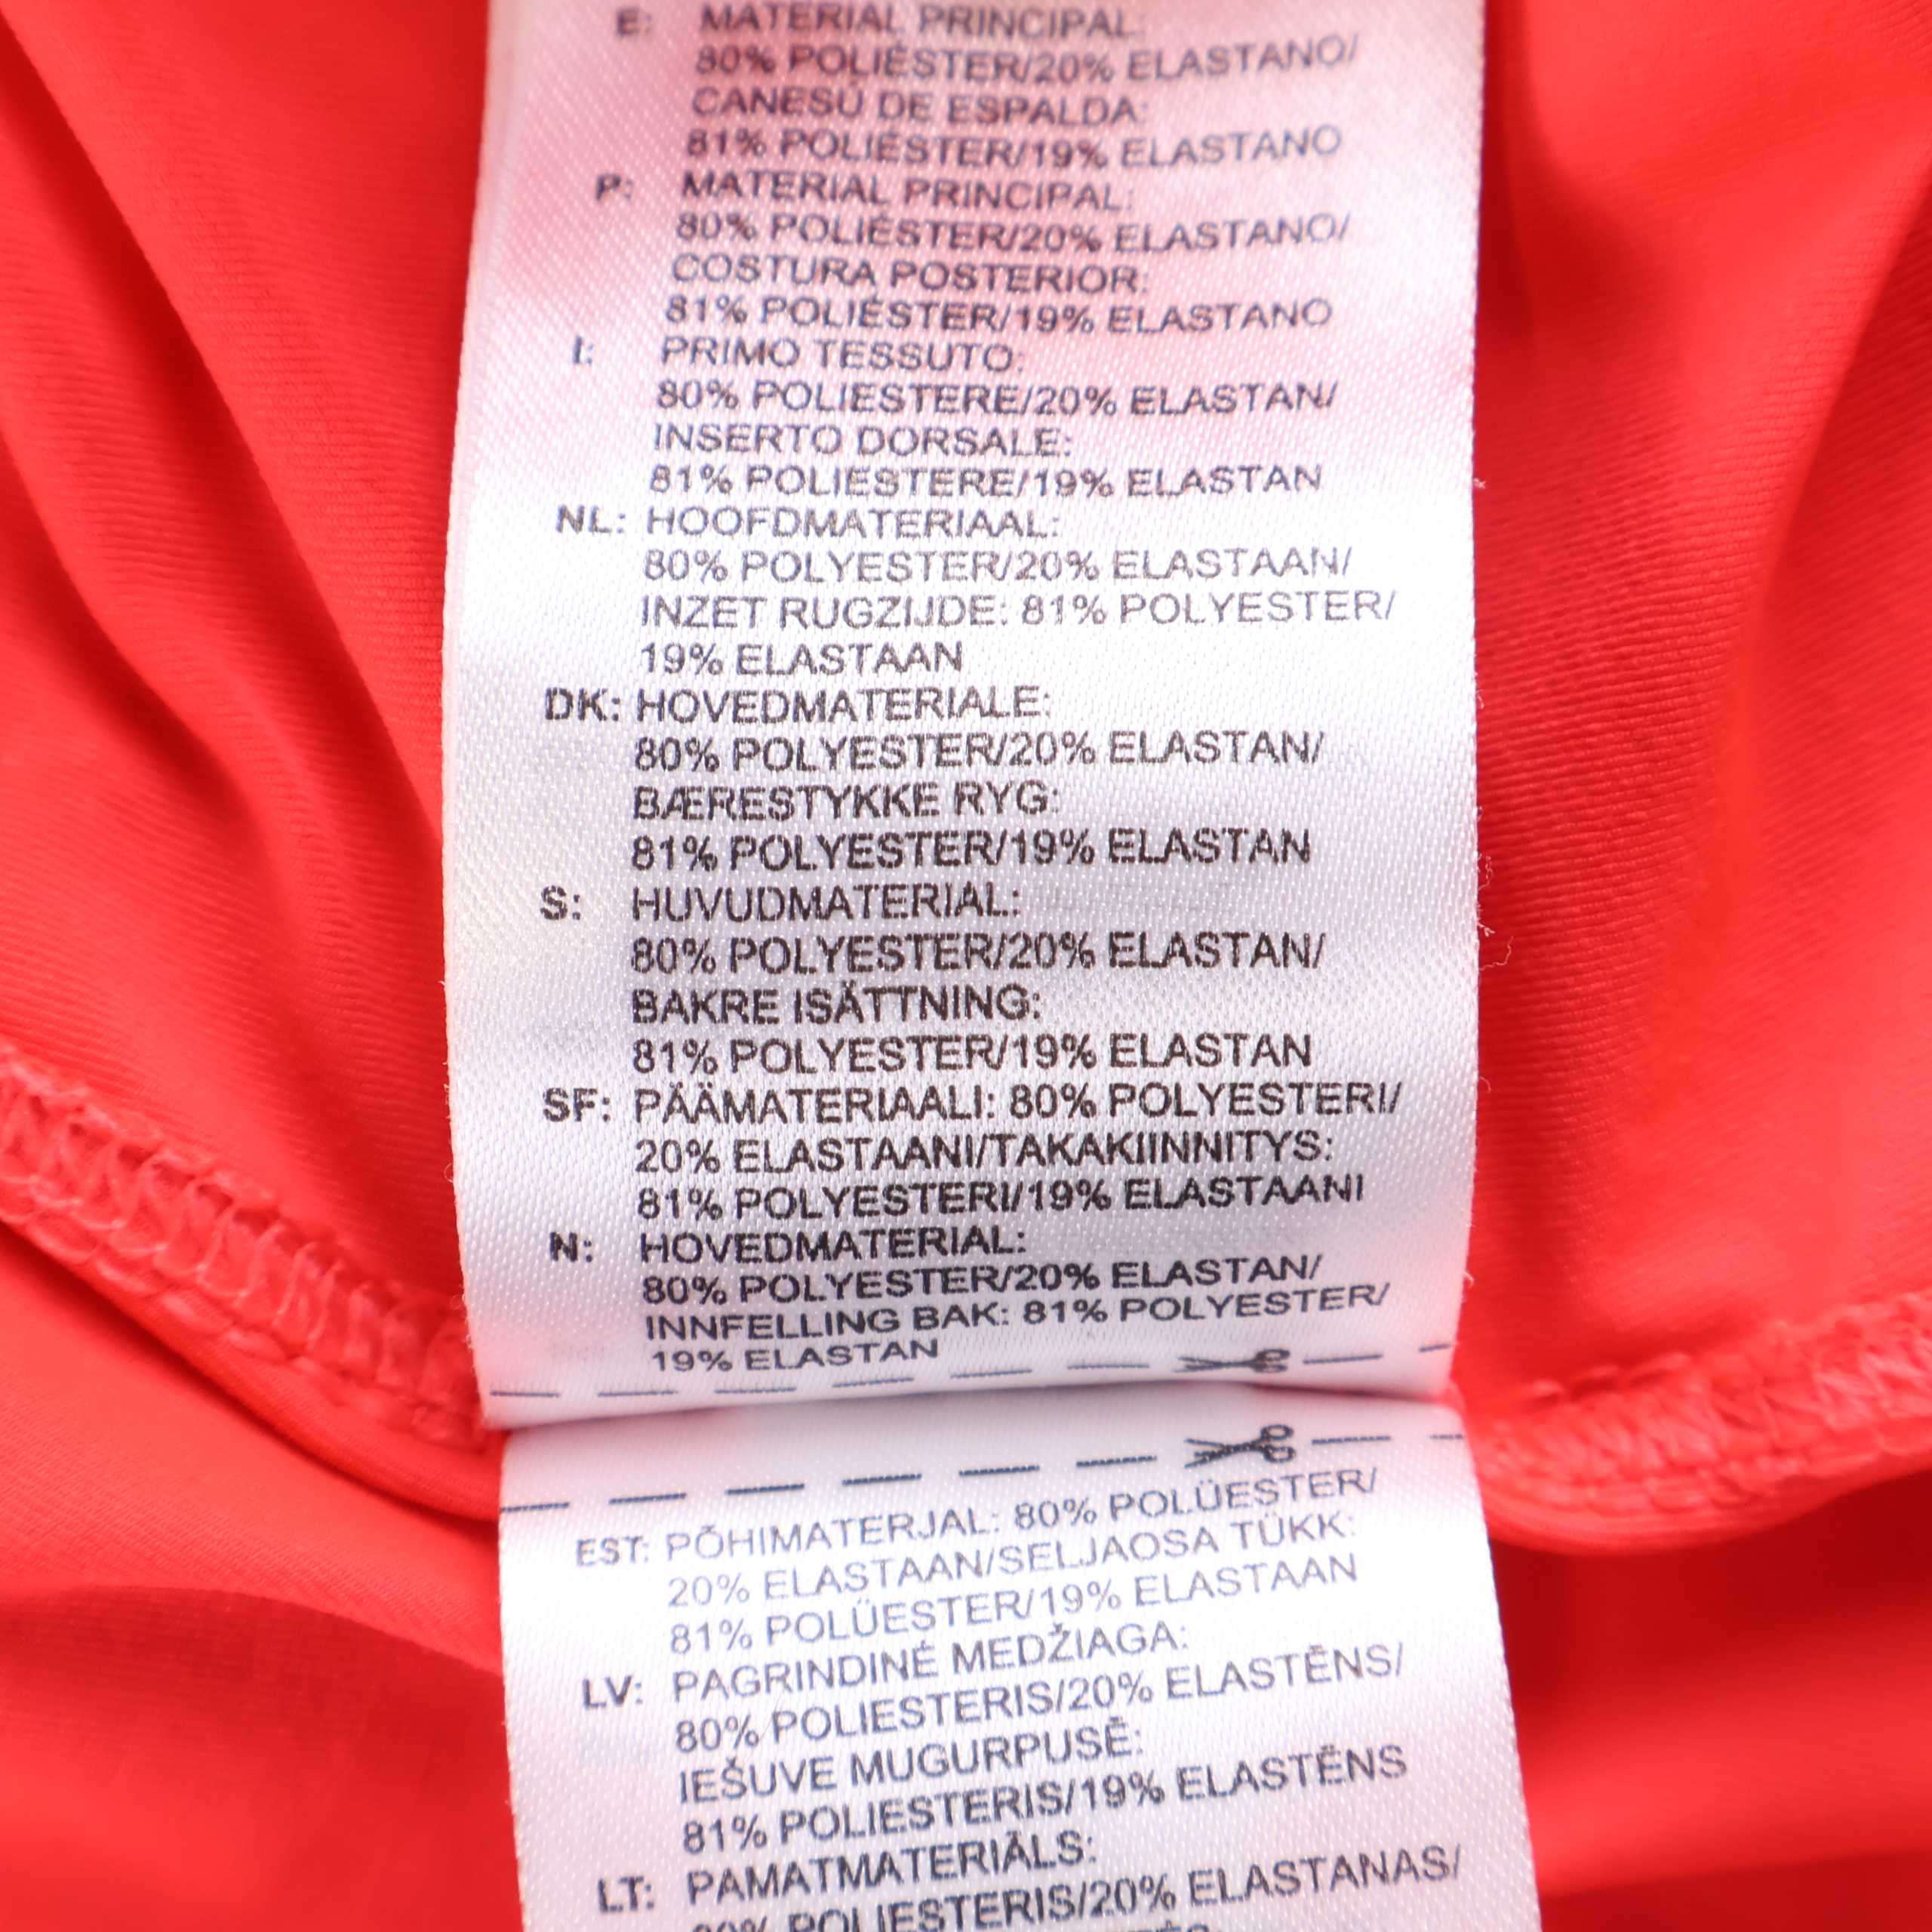 E: MATERIAL PRINCIPAL:
80% POLIÉSTER/20% ELASTANO/
CANESÚ DE ESPALDA:
81% POLIÉSTER/19% ELASTANO
P: MATERIAL PRINCIPAL:
80% POLIÉSTER/20% ELASTANO/
COSTURA POSTERIOR:
81% POLIÉSTER/19% ELASTANO
I: PRIMO TESSUTO:
80% POLIESTERE/20% ELASTAN/
INSERTO DORSALE:
81% POLIESTERE/19% ELASTAN
NL: HOOFDMATERIAAL:
80% POLYESTER/20% ELASTAAN/
INZET RUGZIJDE: 81% POLYESTER/
19% ELASTAAN
DK: HOVEDMATERIALE:
80% POLYESTER/20% ELASTAN/
BÆRESTYKKE RYG:
81% POLYESTER/19% ELASTAN
S: HUVUDMATERIAL:
80% POLYESTER/20% ELASTAN/
BAKRE ISÄTTNING:
81% POLYESTER/19% ELASTAN
SF: PÄÄMATERIAALI: 80% POLYESTERI/
20% ELASTAANI/TAKAKIINNITYS:
81% POLYESTERI/19% ELASTAANI
N: HOVEDMATERIAL:
80% POLYESTER/20% ELASTAN/
INNFELLING BAK: 81% POLYESTER/
19% ELASTAN
EST: PÕHIMATERJAL: 80% POLÜESTER/
20% ELASTAAN/SELJAOSA TÜKK:
81% POLÜESTER/19% ELASTAAN
LV: PAGRINDINĖ MEDŽIAGA:
80% POLIESTERIS/20% ELASTĒNS/
IEŠUVE MUGURPUSĒ:
81% POLIESTERIS/19% ELASTĒNS
LT: PAMATMATERIĀLS:
80% POLIESTERIS/20% ELASTANAS/